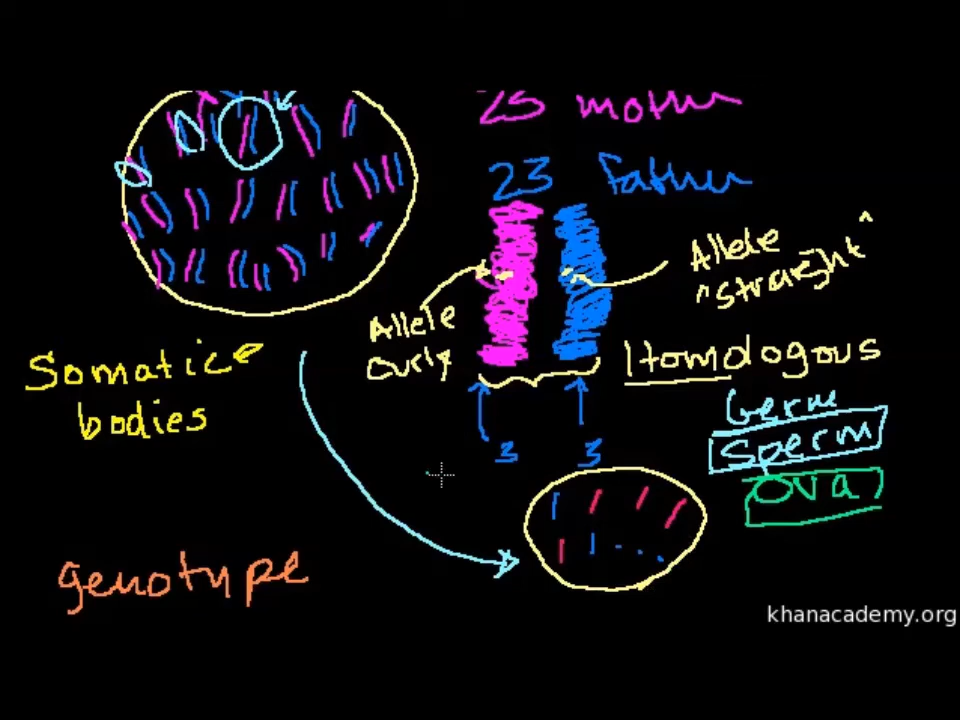 23 mother
23 Father
Allele
"straight"
Allele
curly
Homologous
Somatic
bodies
Germ
Sperm
Ova
3 3
genotype
khanacademy.org